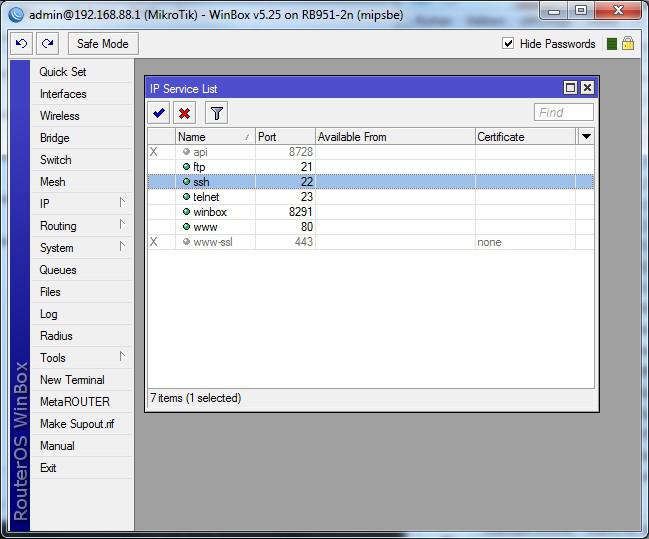 admin@192.168.88.1 (MikroTik) - WinBox v5.25 on RB951-2n (mipsbe)
Safe Mode
Hide Passwords
Quick Set
Interfaces
Wireless
Bridge
Switch
Mesh
IP
Routing
System
Queues
Files
Log
Radius
Tools
New Terminal
MetaROUTER
Make Supout.rif
Manual
Exit
RouterOS WinBox
IP Service List
Find
Name / Port Available From Certificate
X api 8728
ftp 21
ssh 22
telnet 23
winbox 8291
www 80
X www-ssl 443 none
7 items (1 selected)